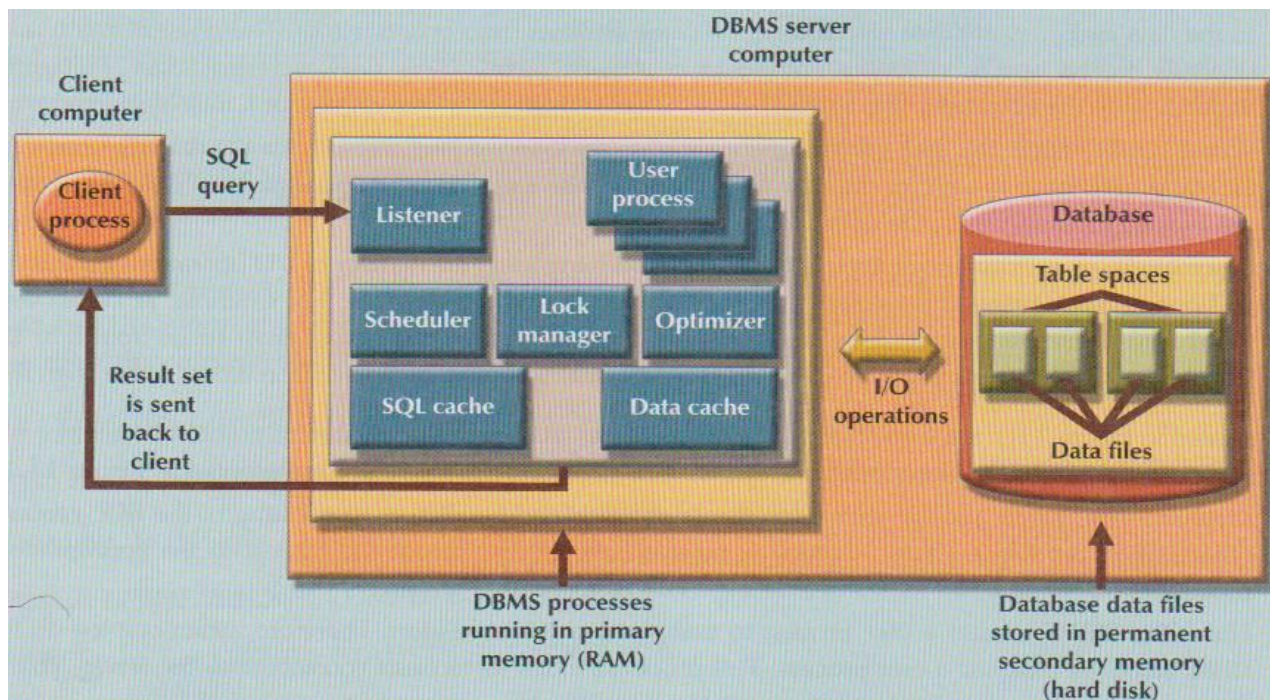 DBMS server
computer
Client
computer
SQL
query
Client
process
Listener
User
process
Scheduler
Lock
manager
Optimizer
SQL cache
Data cache
Result set
is sent
back to
client
I/O
operations
Database
Table spaces
Data files
DBMS processes
running in primary
memory (RAM)
Database data files
stored in permanent
secondary memory
(hard disk)